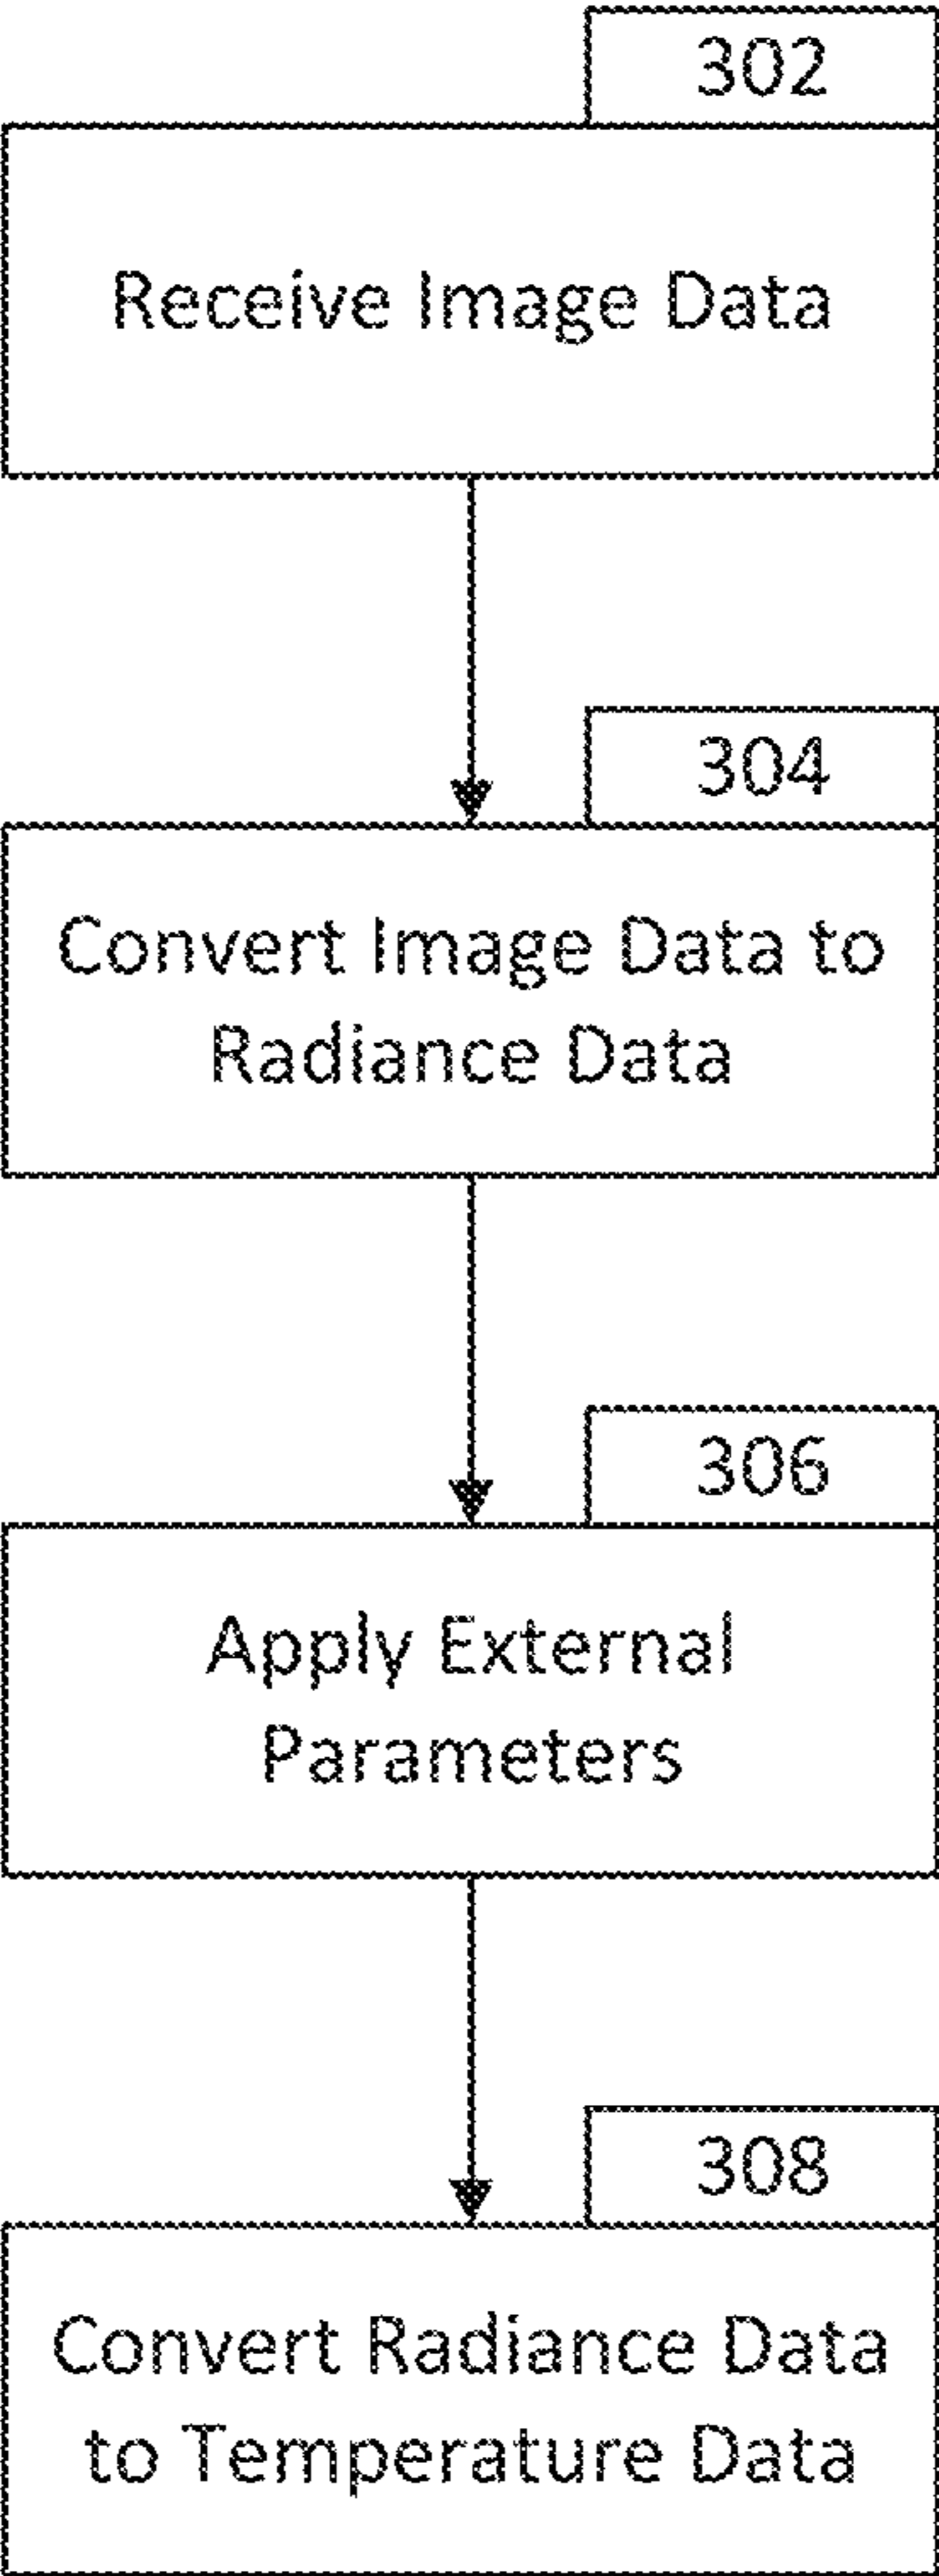 302
Receive Image Data
304
Convert Image Data to
Radiance Data
306
Apply External
Parameters
308
Convert Radiance Data
to Temperature Data